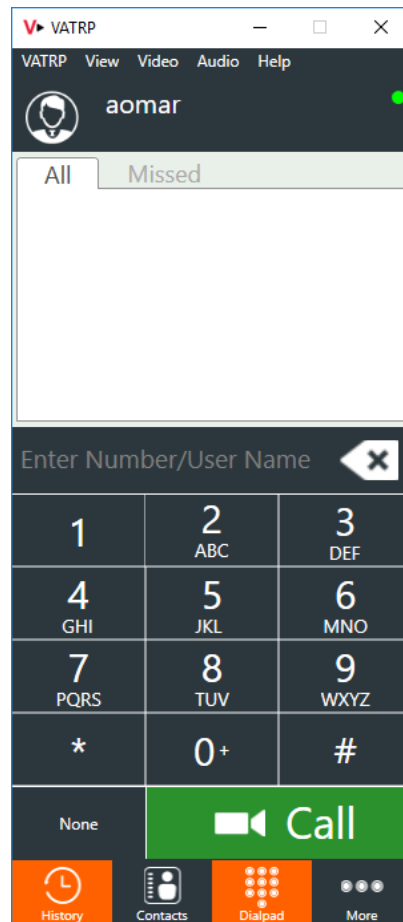 VATRP
VATRP View Video Audio Help
aomar
All Missed
Enter Number/User Name
1 2 3
ABC DEF
4 5 6
GHI JKL MNO
7 8 9
PQRS TUV WXYZ
* 0+ #
None Call
History Contacts Dialpad More